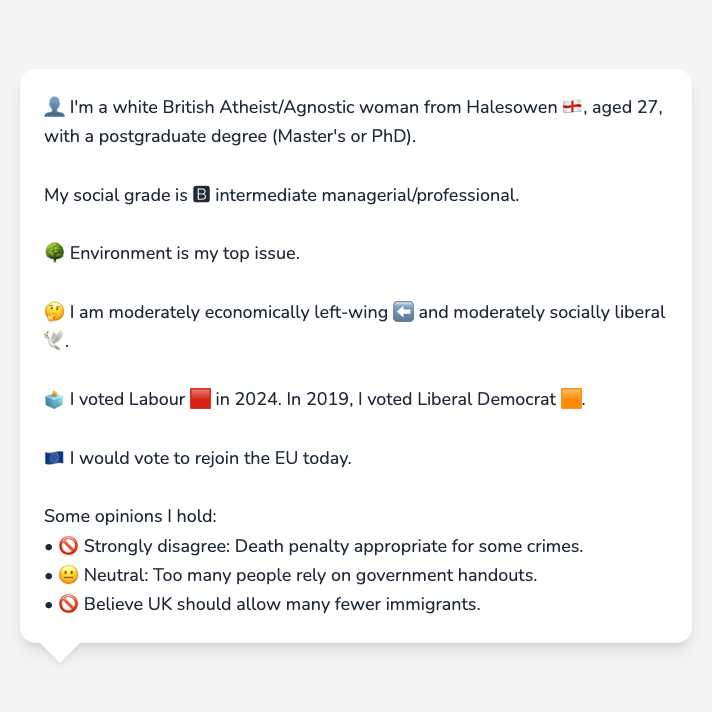 👤 I'm a white British Atheist/Agnostic woman from Halesowen 🏴󠁧󠁢󠁥󠁮󠁧󠁿, aged 27,
with a postgraduate degree (Master's or PhD).
My social grade is 🅱 intermediate managerial/professional.
🌳 Environment is my top issue.
🤔 I am moderately economically left-wing ⬅️ and moderately socially liberal
🕊️.
🗳️ I voted Labour 🟥 in 2024. In 2019, I voted Liberal Democrat 🟧.
🇪🇺 I would vote to rejoin the EU today.
Some opinions I hold:
• 🚫 Strongly disagree: Death penalty appropriate for some crimes.
• 😐 Neutral: Too many people rely on government handouts.
• 🚫 Believe UK should allow many fewer immigrants.